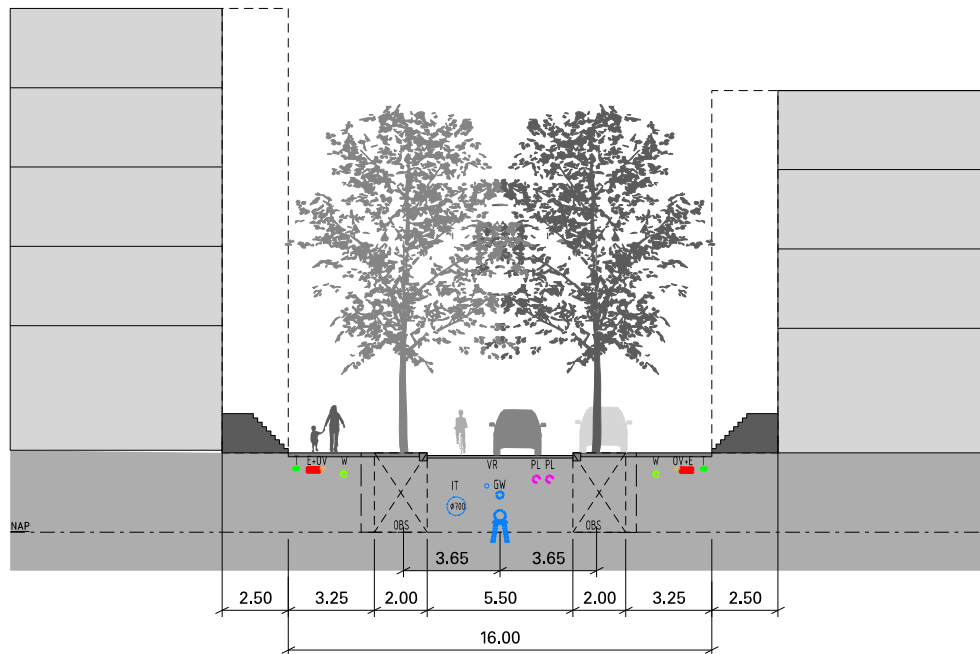 T E+OV W VR PL PL W OV+E T
IT GW
ø700
X X
NAP OBS OBS
3.65 3.65
2.50 3.25 2.00 5.50 2.00 3.25 2.50
16.00